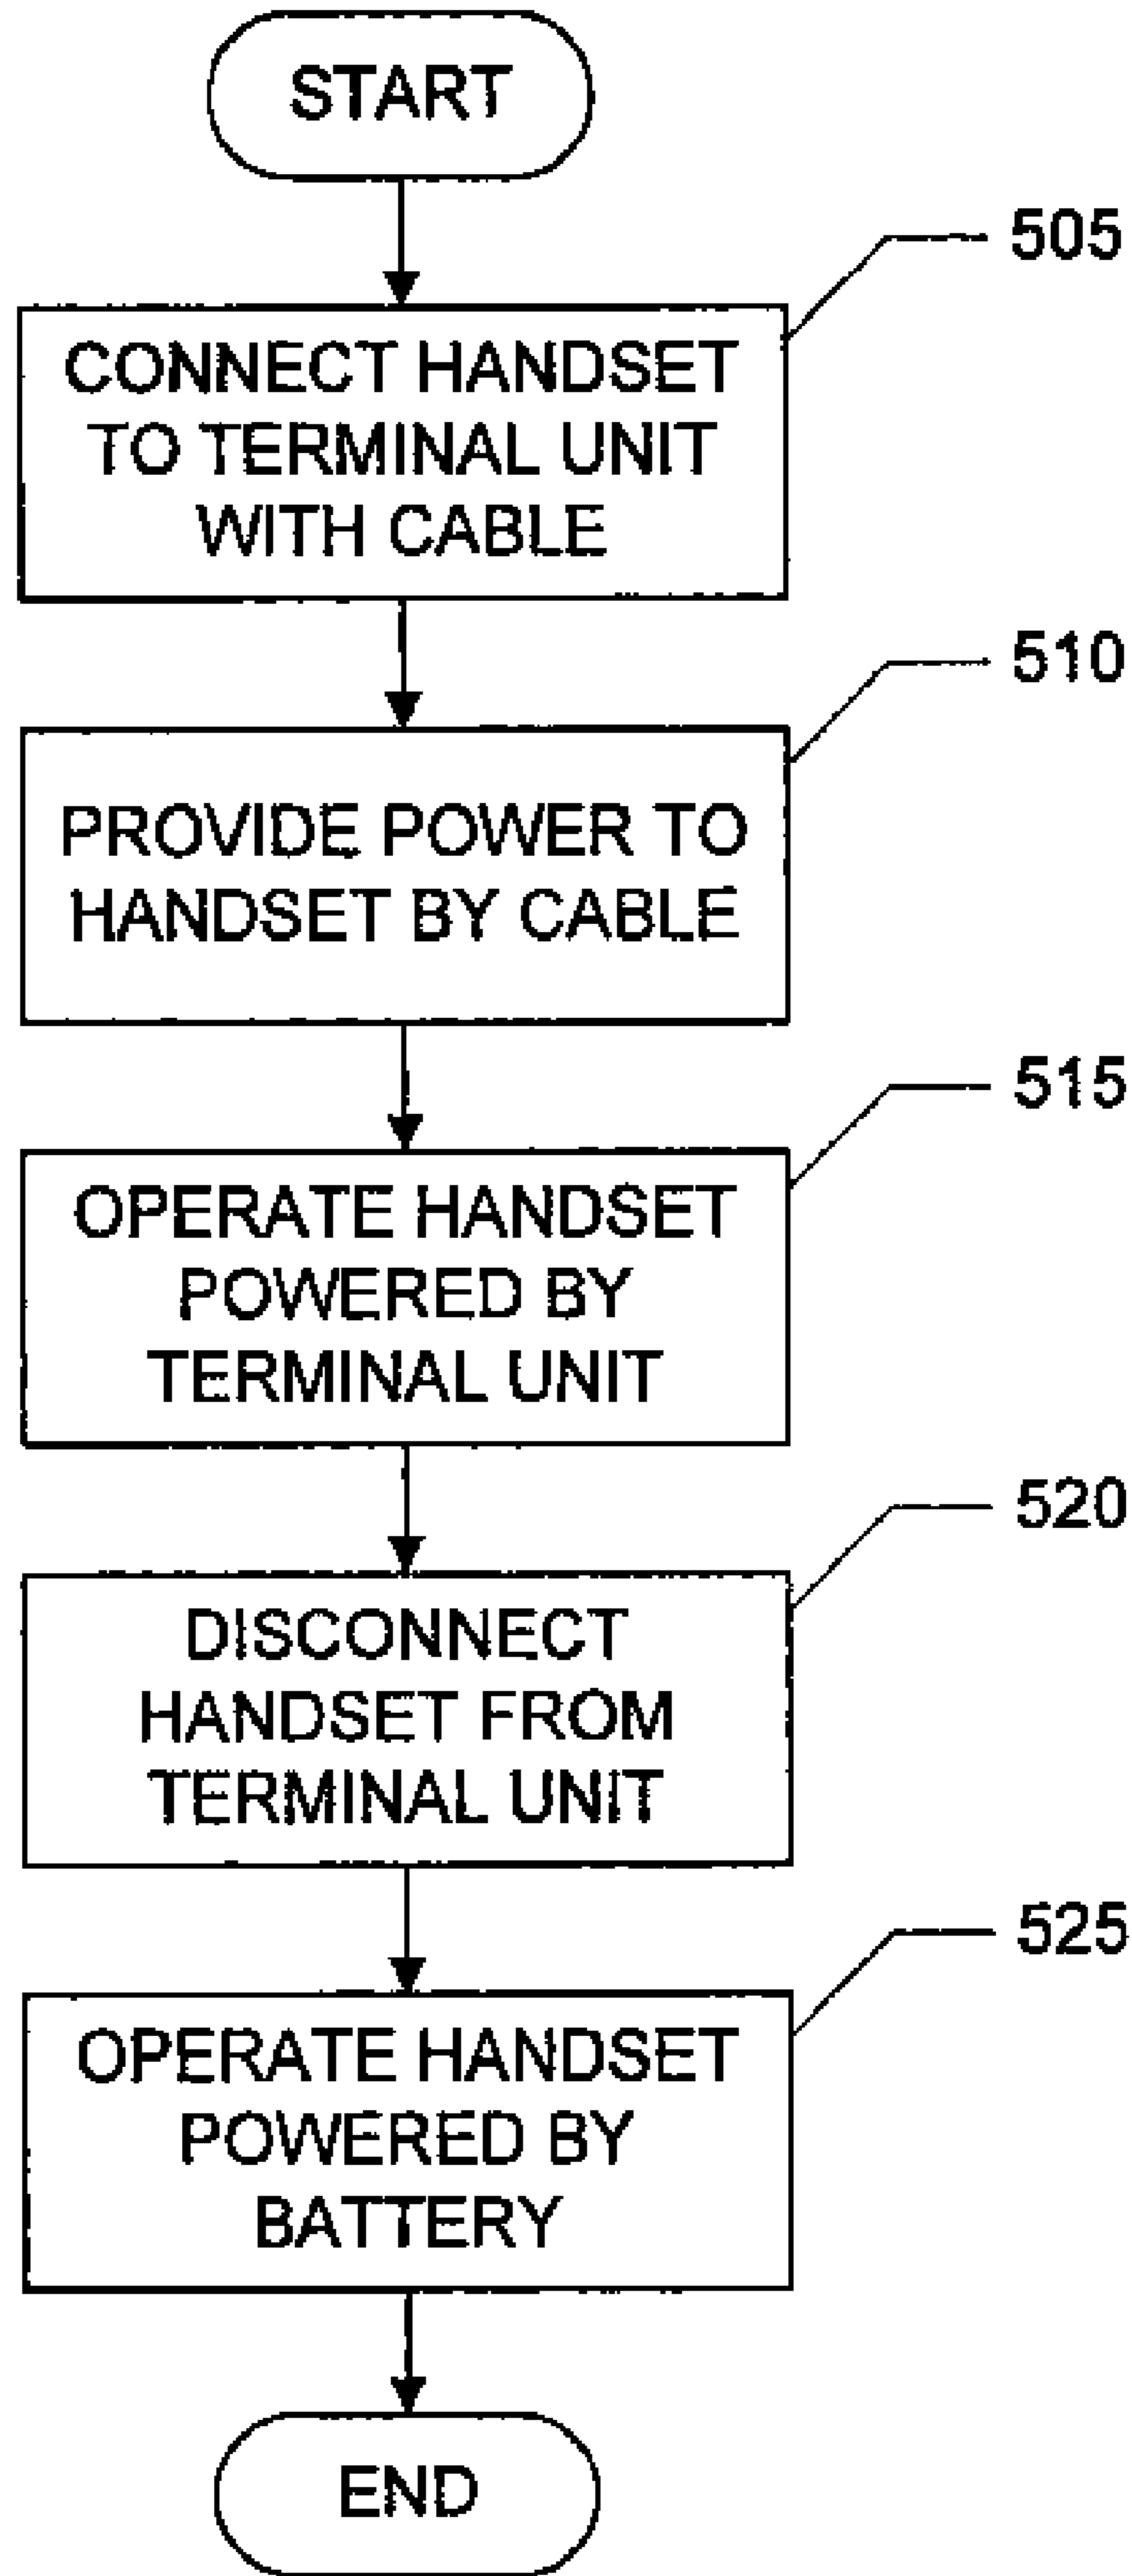 START
505
CONNECT HANDSET
TO TERMINAL UNIT
WITH CABLE
510
PROVIDE POWER TO
HANDSET BY CABLE
515
OPERATE HANDSET
POWERED BY
TERMINAL UNIT
520
DISCONNECT
HANDSET FROM
TERMINAL UNIT
525
OPERATE HANDSET
POWERED BY
BATTERY
END